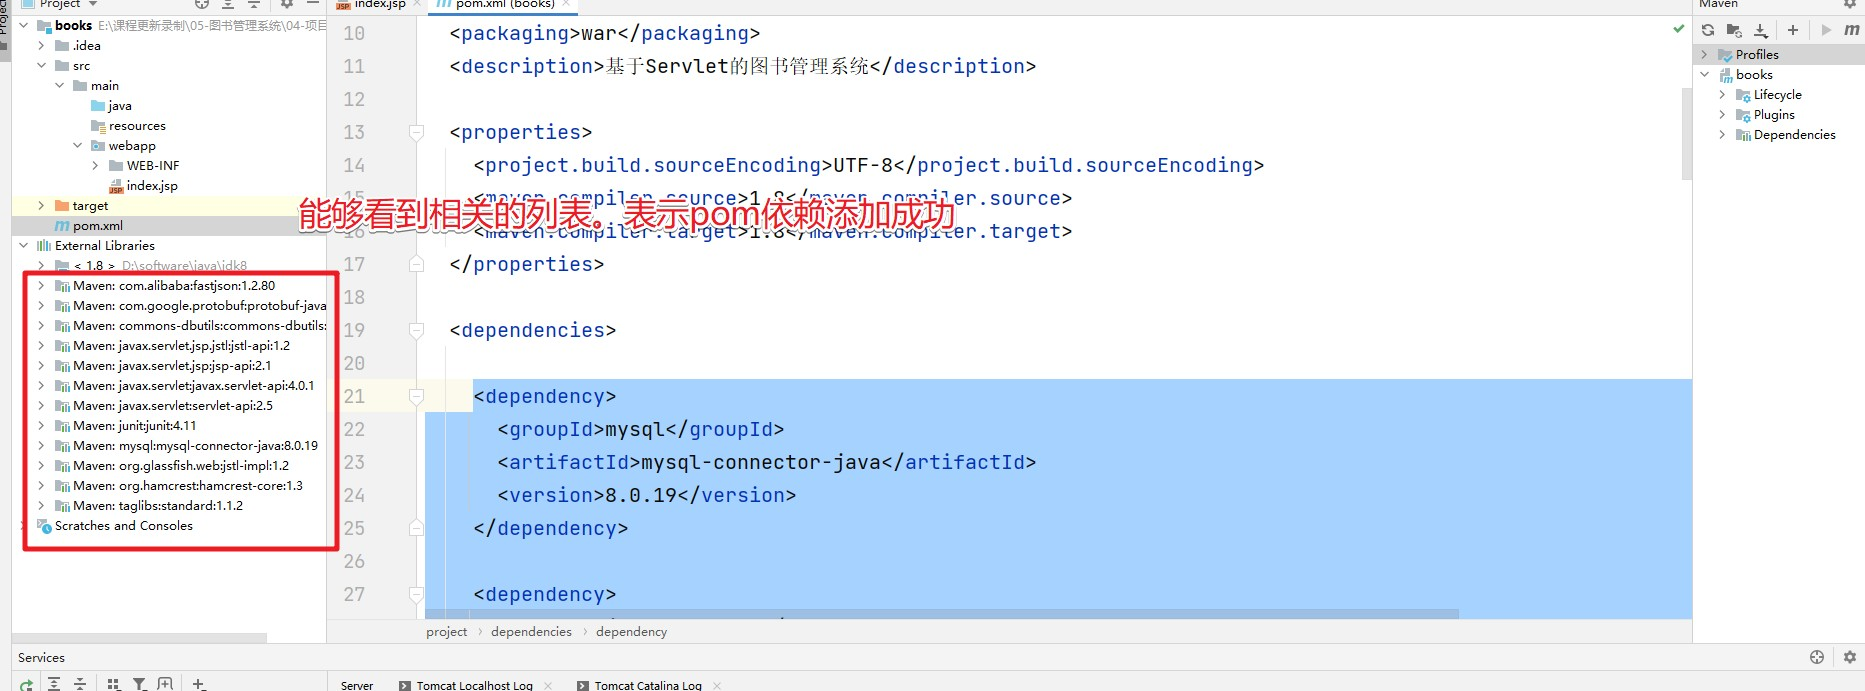 Project
index.jsp
pom.xml (books)
Maven
books E:\课程更新录制\05-图书管理系统\04-项目
.idea
src
main
java
resources
webapp
WEB-INF
index.jsp
target
pom.xml
External Libraries
< 1.8 > D:\software\java\jdk8
Maven: com.alibaba:fastjson:1.2.80
Maven: com.google.protobuf:protobuf-java
Maven: commons-dbutils:commons-dbutils:
Maven: javax.servlet.jsp.jstl:jstl-api:1.2
Maven: javax.servlet.jsp:jsp-api:2.1
Maven: javax.servlet:javax.servlet-api:4.0.1
Maven: javax.servlet:servlet-api:2.5
Maven: junit:junit:4.11
Maven: mysql:mysql-connector-java:8.0.19
Maven: org.glassfish.web:jstl-impl:1.2
Maven: org.hamcrest:hamcrest-core:1.3
Maven: taglibs:standard:1.1.2
Scratches and Consoles
10 <packaging>war</packaging>
11 <description>基于Servlet的图书管理系统</description>
12
13 <properties>
14 <project.build.sourceEncoding>UTF-8</project.build.sourceEncoding>
15 <maven.compiler.source>1.8</maven.compiler.source>
能够看到相关的列表。表示pom依赖添加成功
16 <maven.compiler.target>1.8</maven.compiler.target>
17 </properties>
18
19 <dependencies>
20
21 <dependency>
22 <groupId>mysql</groupId>
23 <artifactId>mysql-connector-java</artifactId>
24 <version>8.0.19</version>
25 </dependency>
26
27 <dependency>
project › dependencies › dependency
Profiles
books
Lifecycle
Plugins
Dependencies
Services
Server
Tomcat Localhost Log
Tomcat Catalina Log